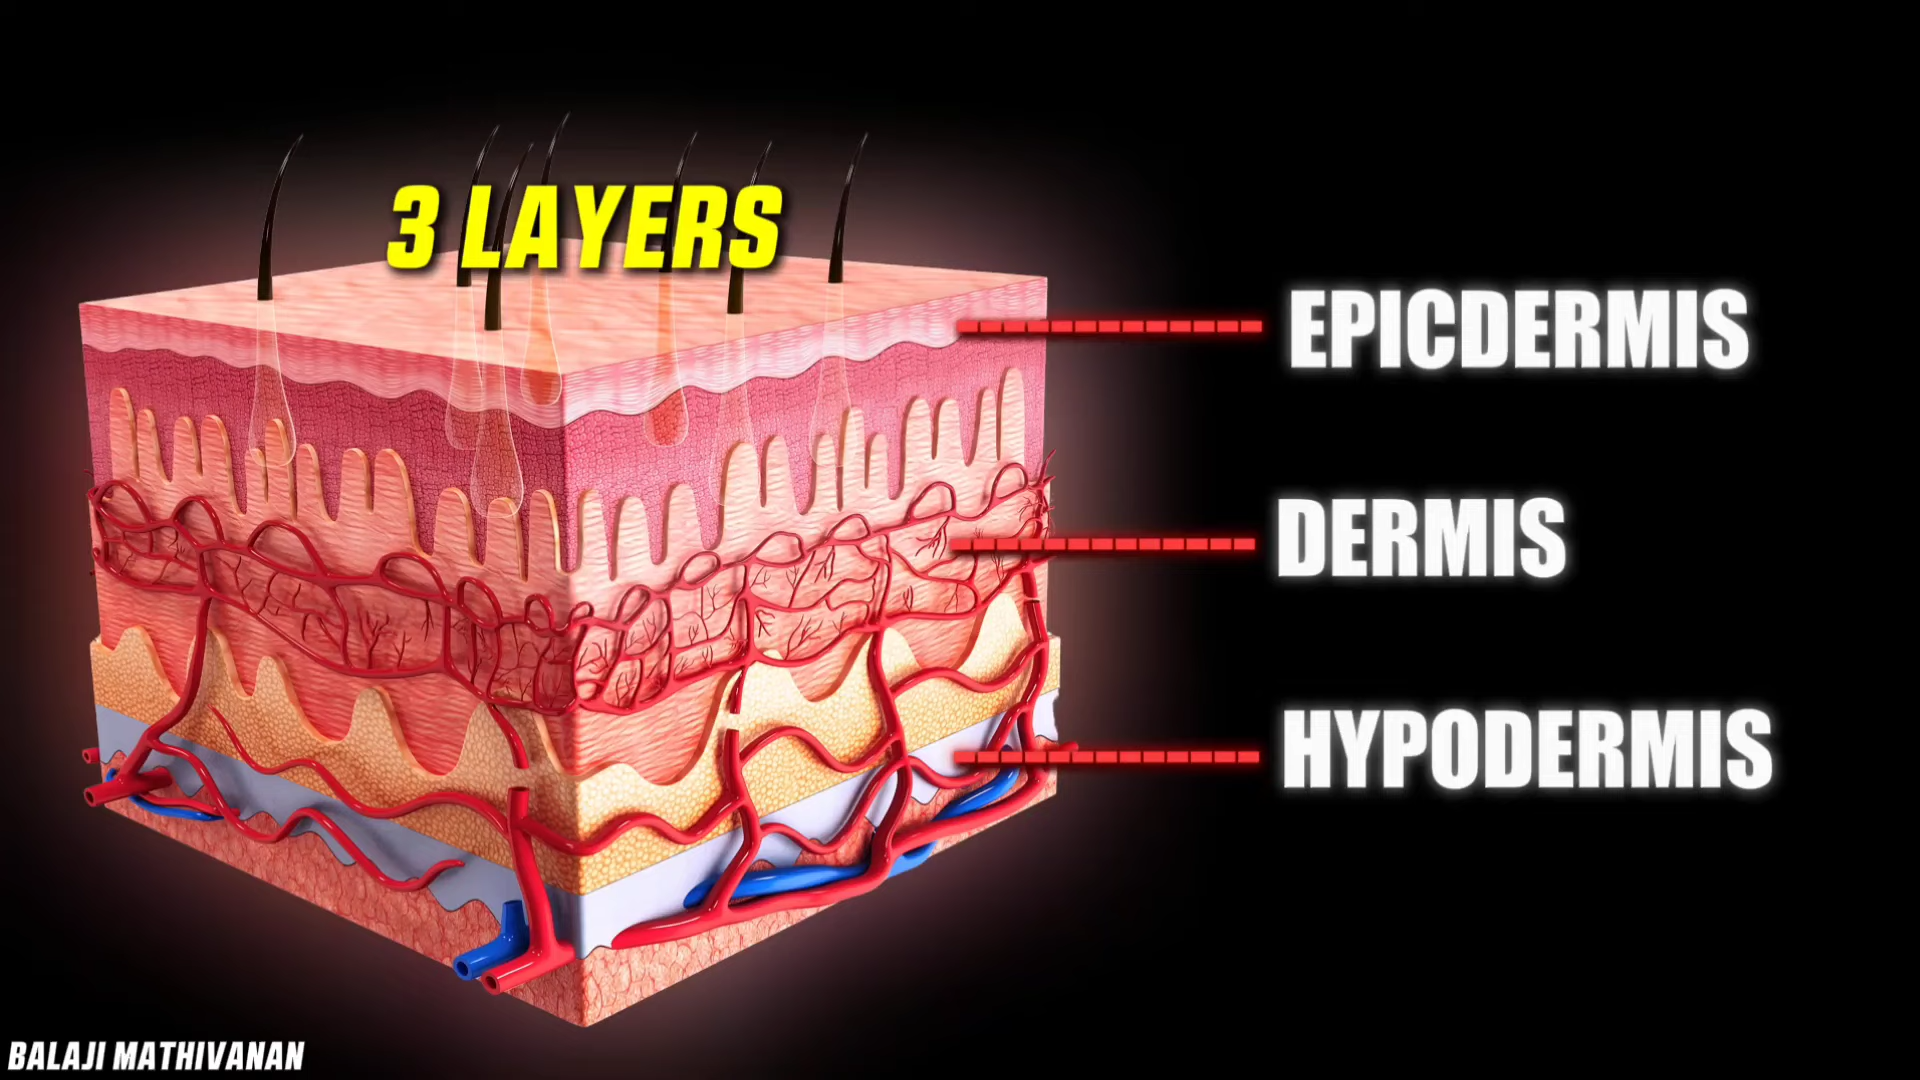 3 LAYERS
EPICDERMIS
DERMIS
HYPODERMIS
BALAJI MATHIVANAN